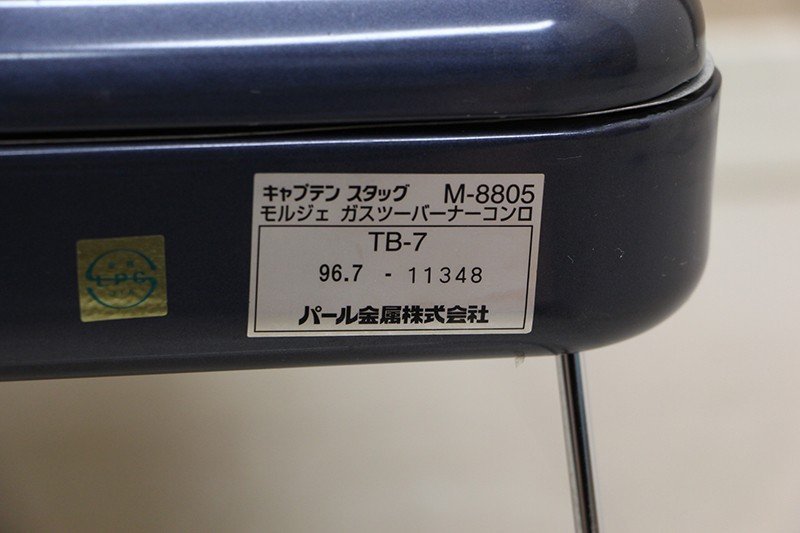 キャプテン スタッグ M-8805
モルジェ ガスツーバーナーコンロ
TB-7
96.7 - 11348
パール金属株式会社
LPG